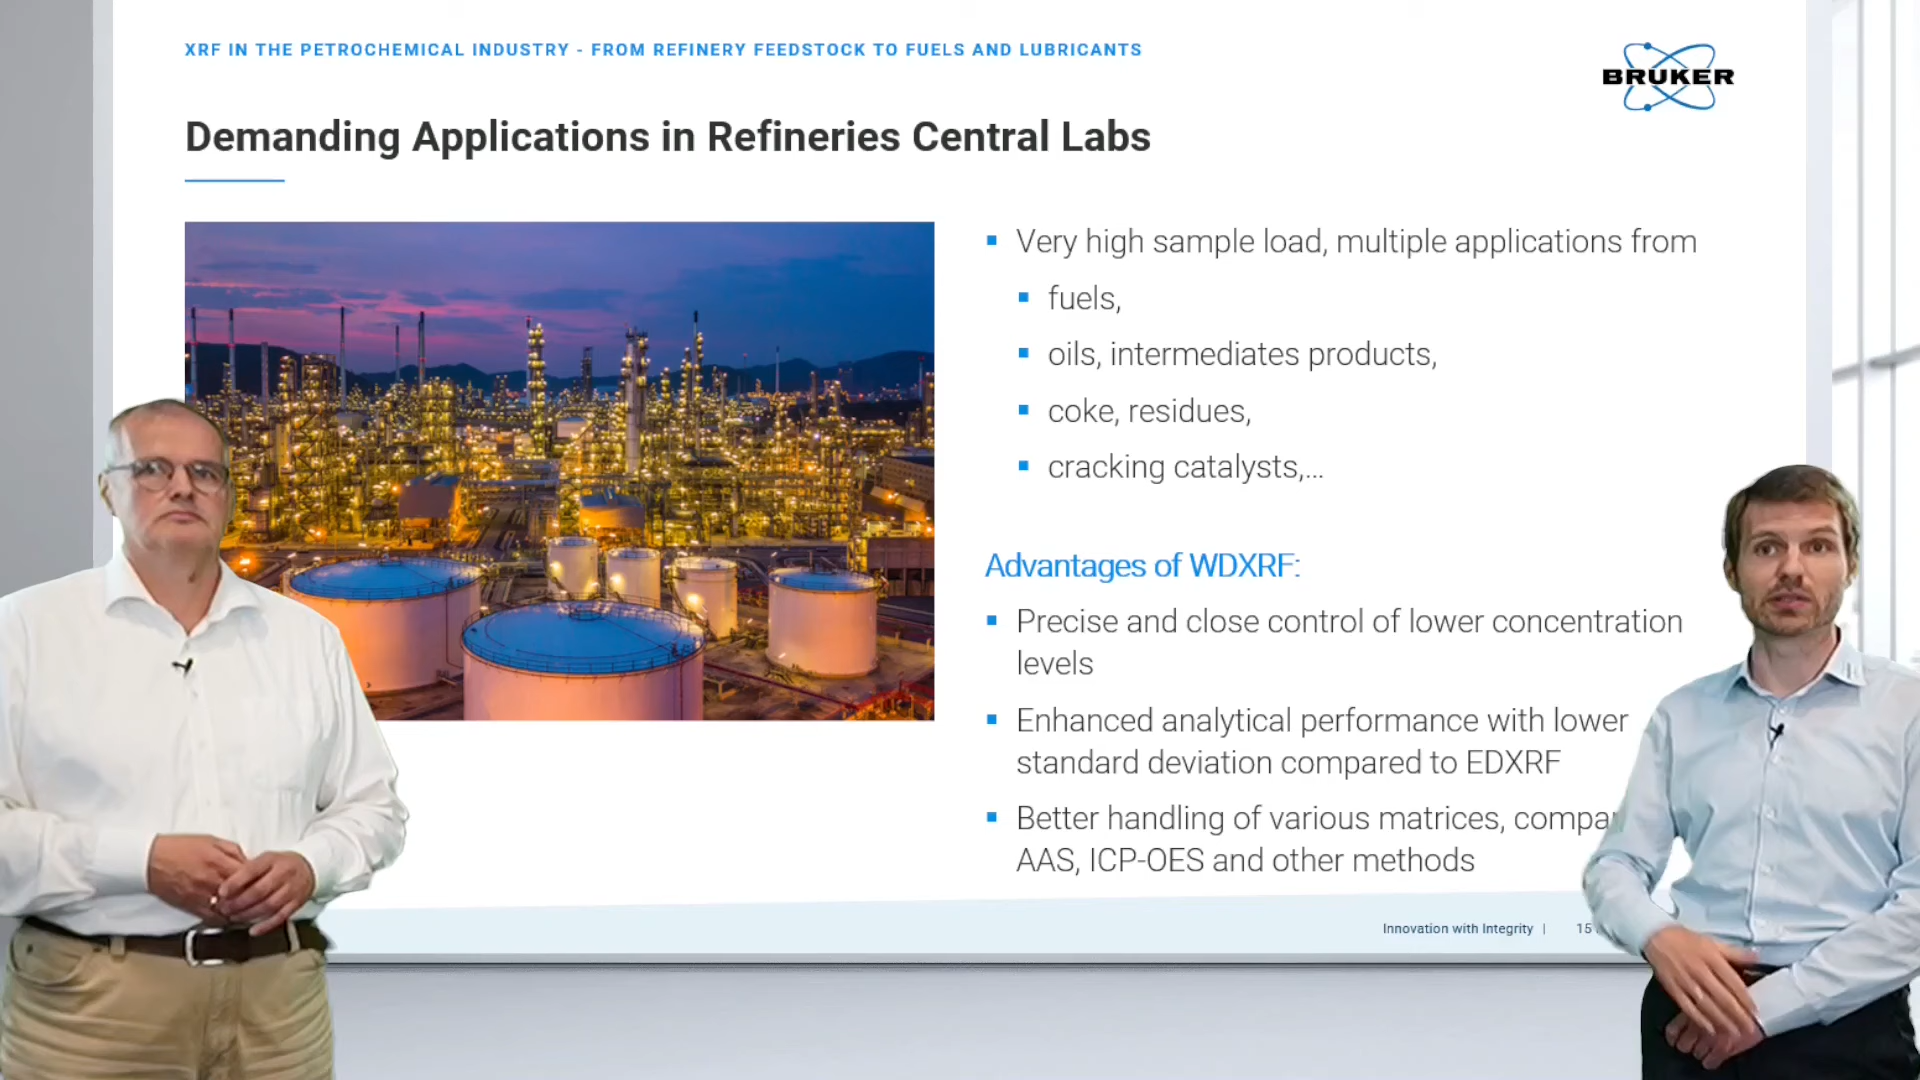 XRF IN THE PETROCHEMICAL INDUSTRY - FROM REFINERY FEEDSTOCK TO FUELS AND LUBRICANTS
BRUKER
Demanding Applications in Refineries Central Labs
▪ Very high sample load, multiple applications from
▪ fuels,
▪ oils, intermediates products,
▪ coke, residues,
▪ cracking catalysts,...
Advantages of WDXRF:
▪ Precise and close control of lower concentration
levels
▪ Enhanced analytical performance with lower
standard deviation compared to EDXRF
▪ Better handling of various matrices,
AAS, ICP-OES and other methods
Innovation with Integrity | 15